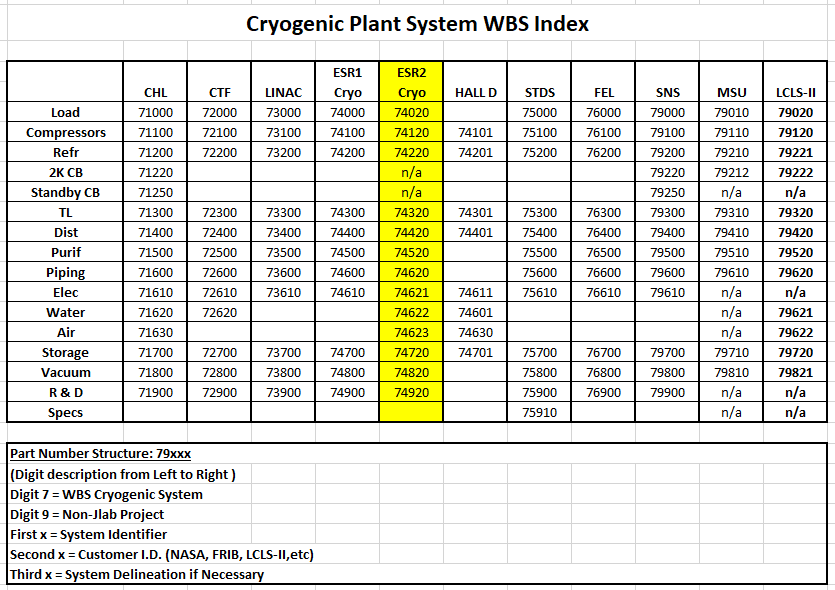 Cryogenic Plant System WBS Index
CHL CTF LINAC ESR1 Cryo ESR2 Cryo HALL D STDS FEL SNS MSU LCLS-II
Load 71000 72000 73000 74000 74020 75000 76000 79000 79010 79020
Compressors 71100 72100 73100 74100 74120 74101 75100 76100 79100 79110 79120
Refr 71200 72200 73200 74200 74220 74201 75200 76200 79200 79210 79221
2K CB 71220 n/a 79220 79212 79222
Standby CB 71250 n/a 79250 n/a n/a
TL 71300 72300 73300 74300 74320 74301 75300 76300 79300 79310 79320
Dist 71400 72400 73400 74400 74420 74401 75400 76400 79400 79410 79420
Purif 71500 72500 73500 74500 74520 75500 76500 79500 79510 79520
Piping 71600 72600 73600 74600 74620 75600 76600 79600 79610 79620
Elec 71610 72610 73610 74610 74621 74611 75610 76610 79610 n/a n/a
Water 71620 72620 74622 74601 n/a 79621
Air 71630 74623 74630 n/a 79622
Storage 71700 72700 73700 74700 74720 74701 75700 76700 79700 79710 79720
Vacuum 71800 72800 73800 74800 74820 75800 76800 79800 79810 79821
R & D 71900 72900 73900 74900 74920 75900 76900 79900 n/a n/a
Specs 75910 n/a n/a
Part Number Structure: 79xxx
(Digit description from Left to Right )
Digit 7 = WBS Cryogenic System
Digit 9 = Non-Jlab Project
First x = System Identifier
Second x = Customer I.D. (NASA, FRIB, LCLS-II,etc)
Third x = System Delineation if Necessary